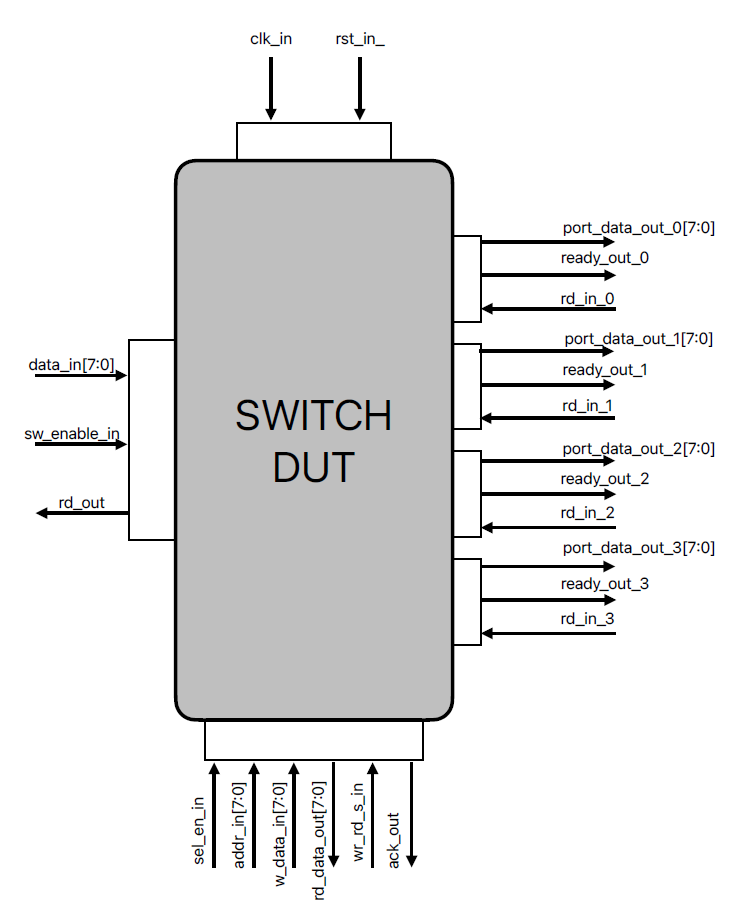 clk_in
rst_in_
port_data_out_0[7:0]
ready_out_0
rd_in_0
port_data_out_1[7:0]
ready_out_1
rd_in_1
data_in[7:0]
sw_enable_in
rd_out
SWITCH
DUT
port_data_out_2[7:0]
ready_out_2
rd_in_2
port_data_out_3[7:0]
ready_out_3
rd_in_3
sel_en_in
addr_in[7:0]
w_data_in[7:0]
rd_data_out[7:0]
wr_rd_s_in
ack_out